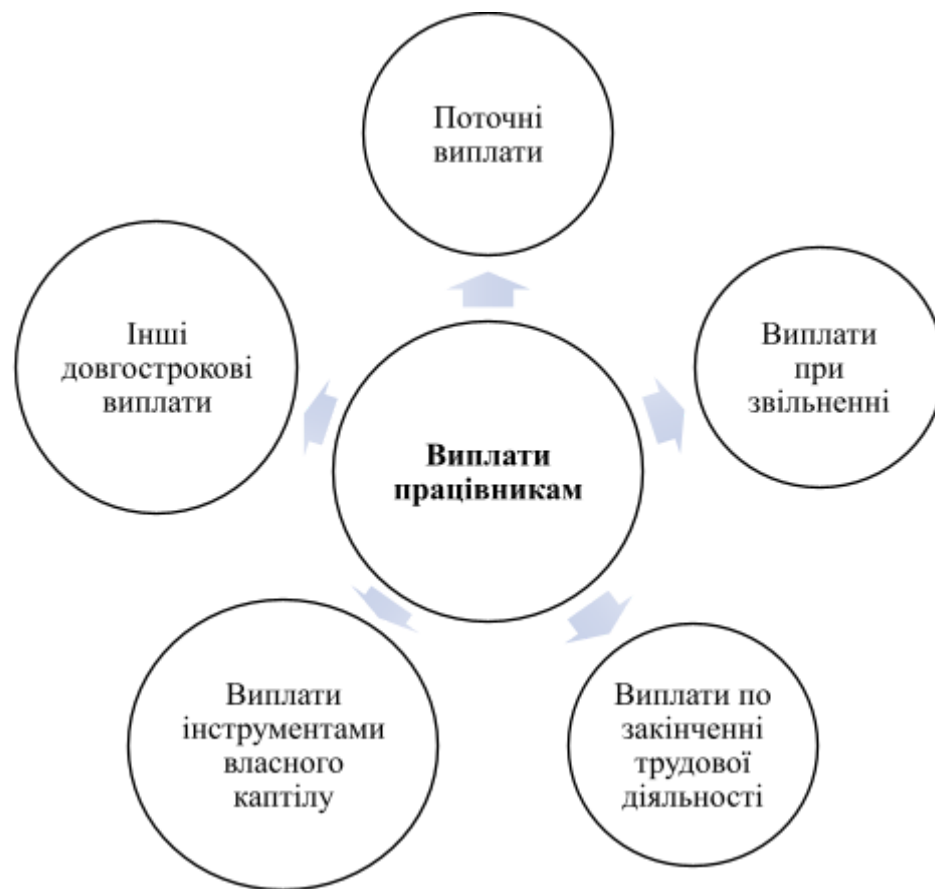 Поточні
виплати
Інші
довгострокові
виплати
Виплати
при
звільненні
Виплати
працівникам
Виплати
інструментами
власного
каптілу
Виплати по
закінченні
трудової
діяльності